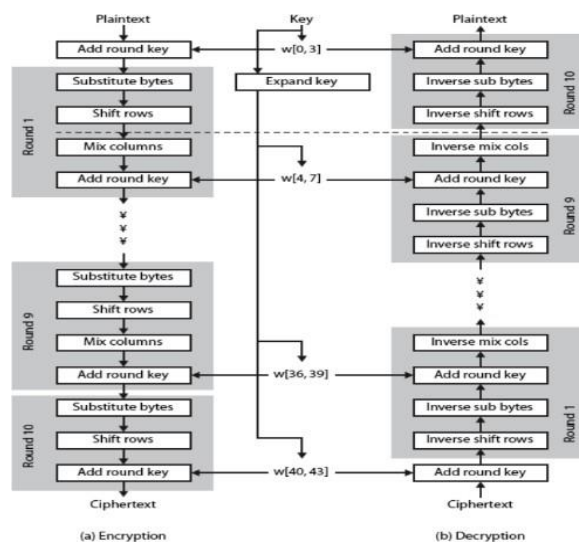 Plaintext
Add round key
Round 1
Substitute bytes
Shift rows
Mix columns
Add round key
¥
¥
¥
Round 9
Substitute bytes
Shift rows
Mix columns
Add round key
Round 10
Substitute bytes
Shift rows
Add round key
Ciphertext
(a) Encryption
Key
w[0, 3]
Expand key
w[4, 7]
w[36, 39]
w[40, 43]
Plaintext
Add round key
Round 10
Inverse sub bytes
Inverse shift rows
Inverse mix cols
Round 9
Add round key
Inverse sub bytes
Inverse shift rows
¥
¥
¥
Inverse mix cols
Round 1
Add round key
Inverse sub bytes
Inverse shift rows
Add round key
Ciphertext
(b) Decryption